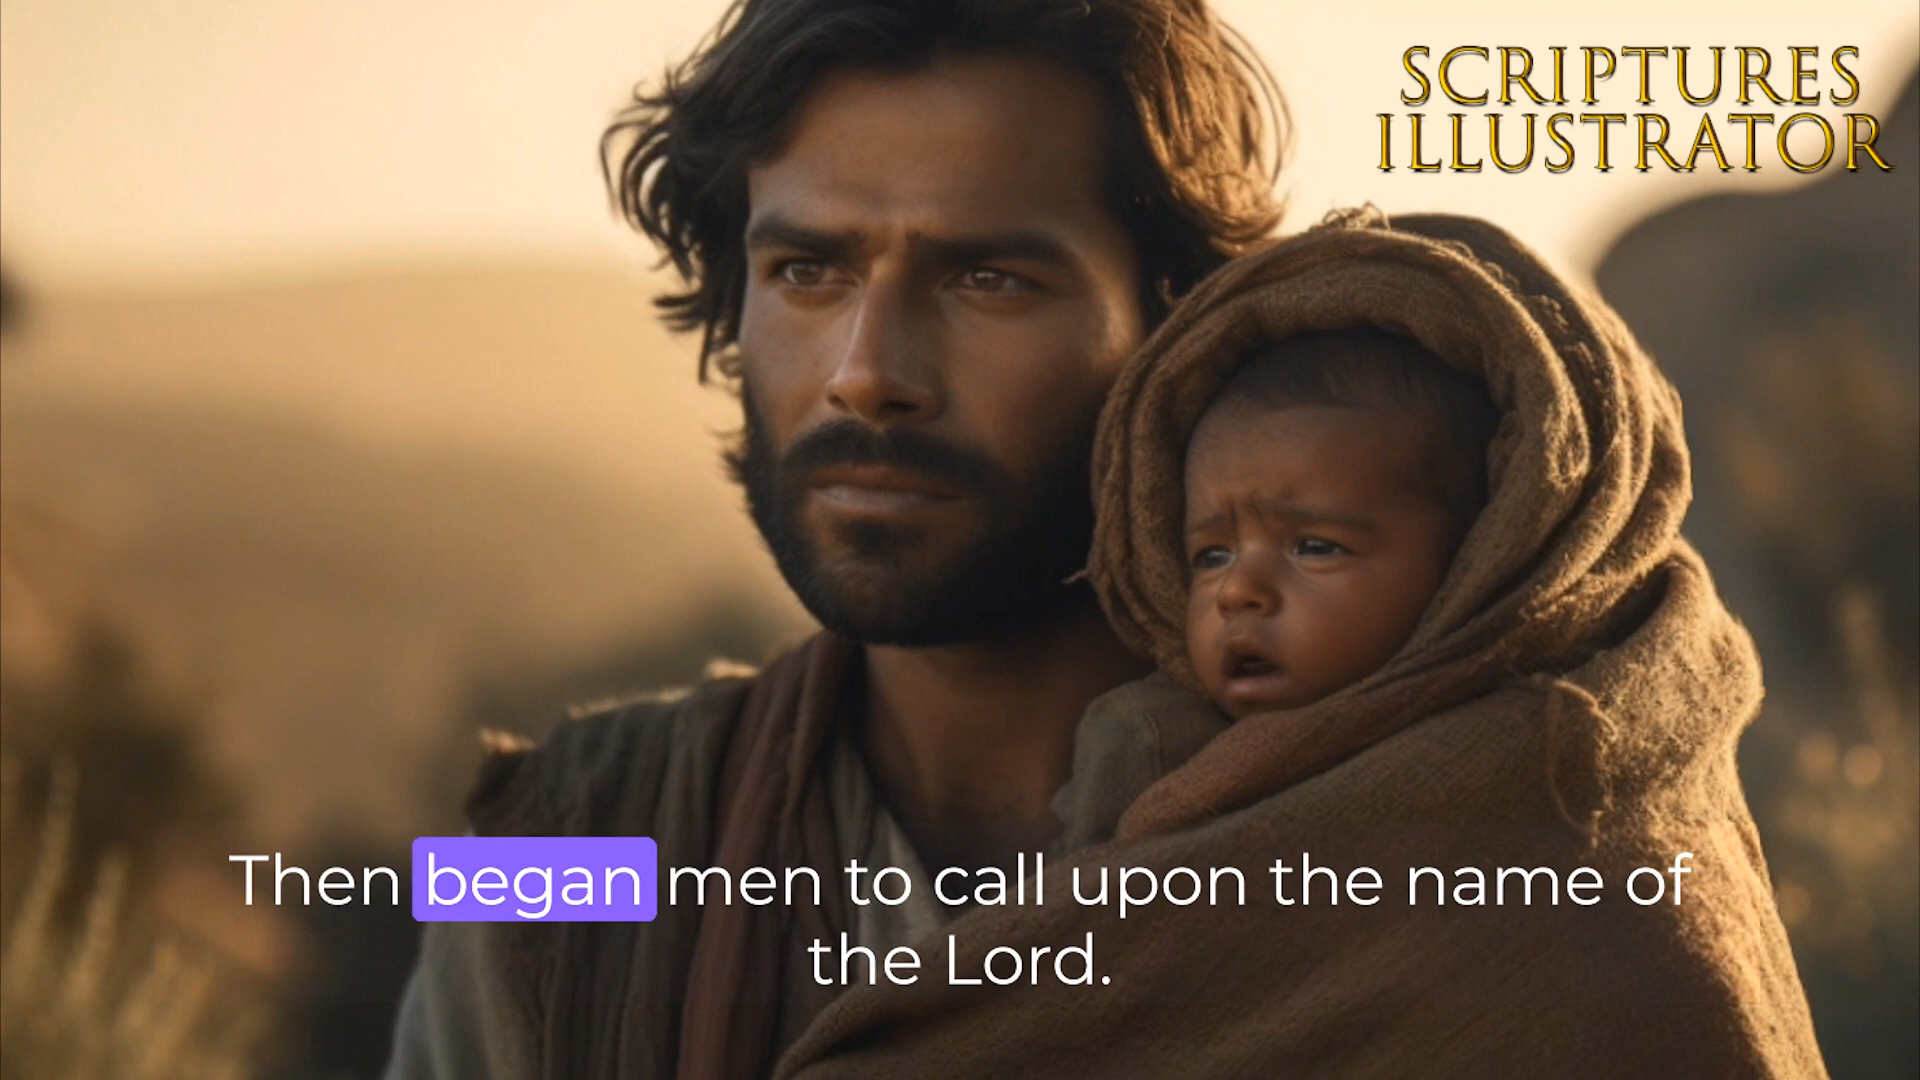 SCRIPTURES
ILLUSTRATOR
Then began men to call upon the name of
the Lord.